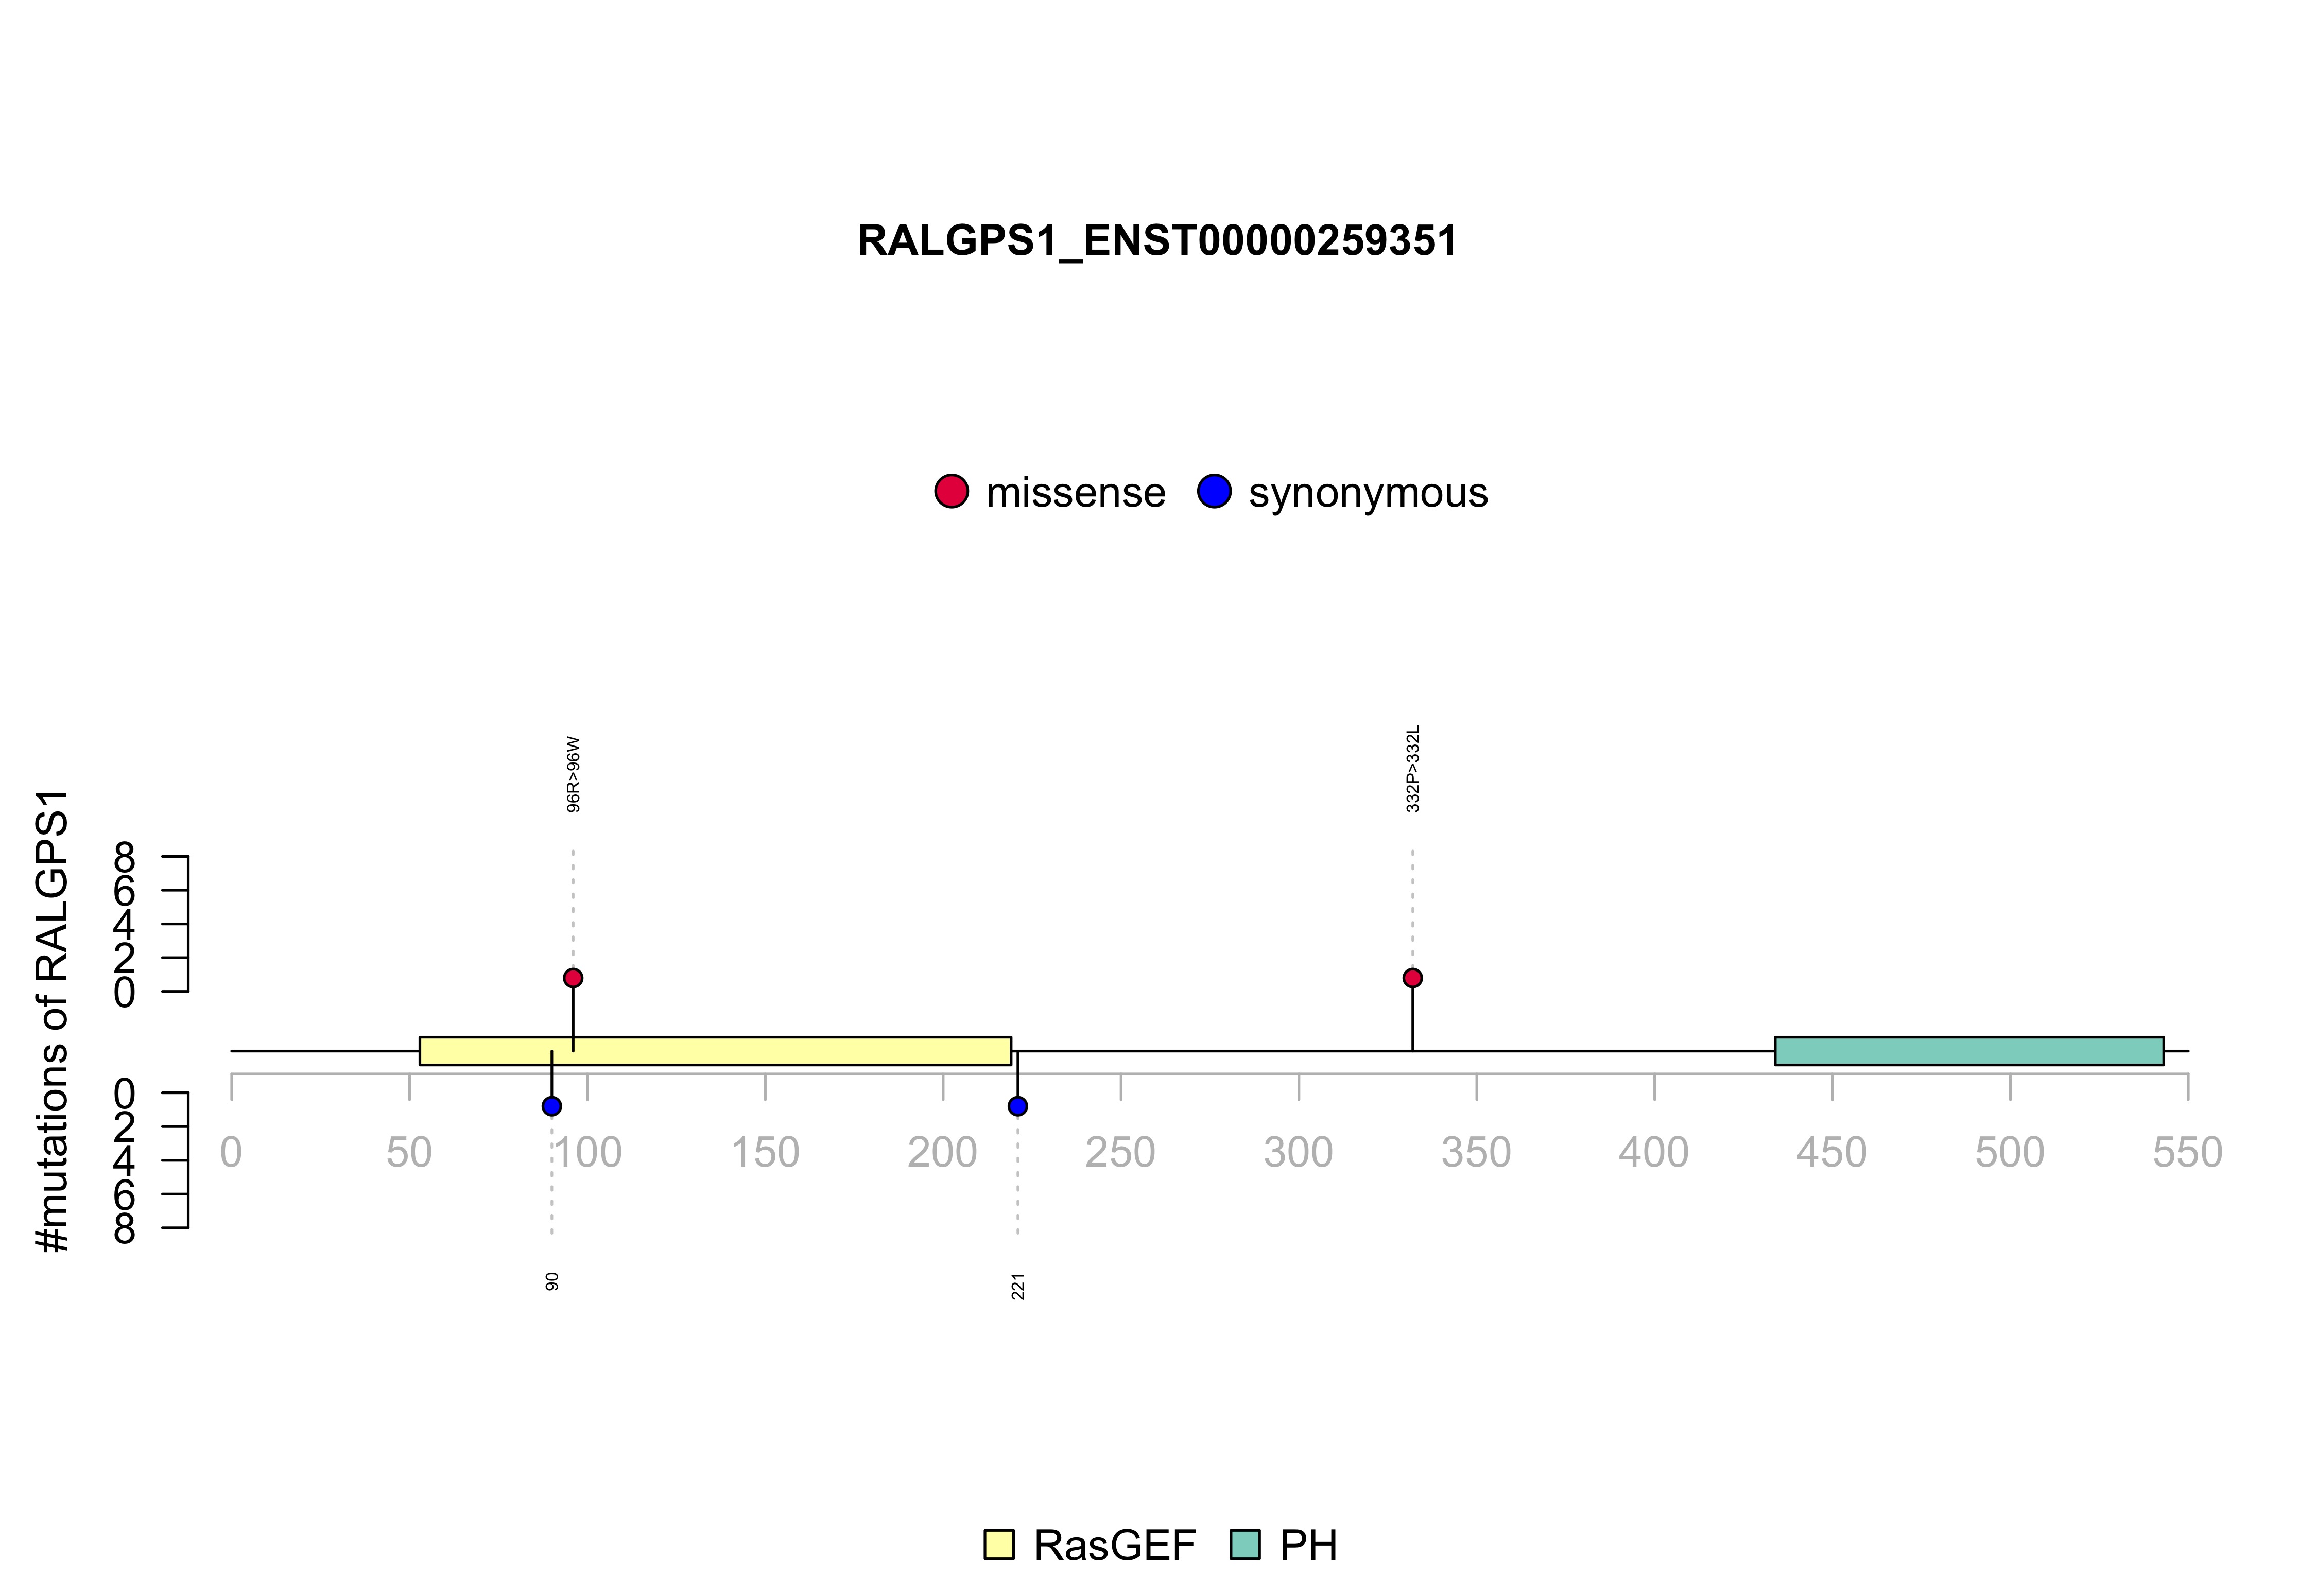 RALGPS1_ENST00000259351
missense synonymous
96R>96W
332P>332L
#mutations of RALGPS1
8
6
4
2
0
0
2
4
6
8
0 50 100 150 200 250 300 350 400 450 500 550
90
221
RasGEF PH